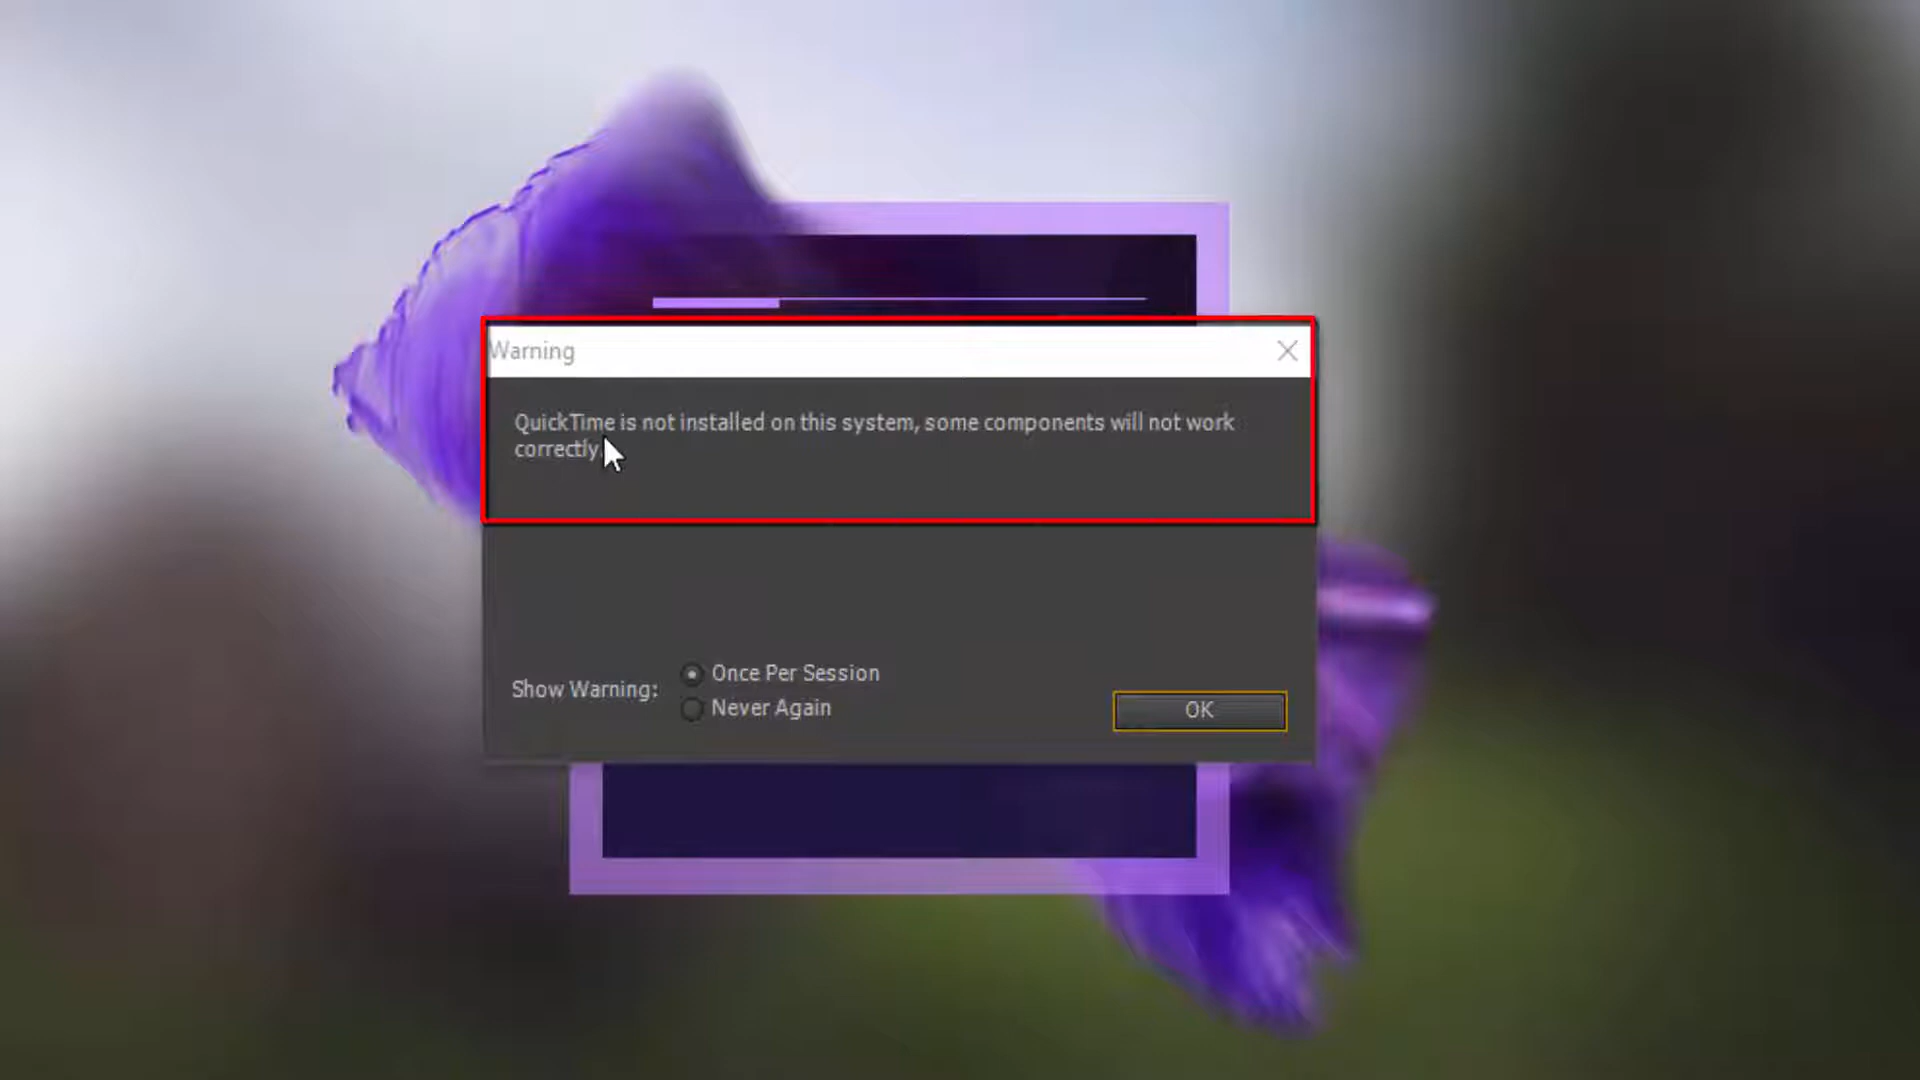 Warning
QuickTime is not installed on this system, some components will not work
correctly.
Show Warning:
Once Per Session
Never Again
OK